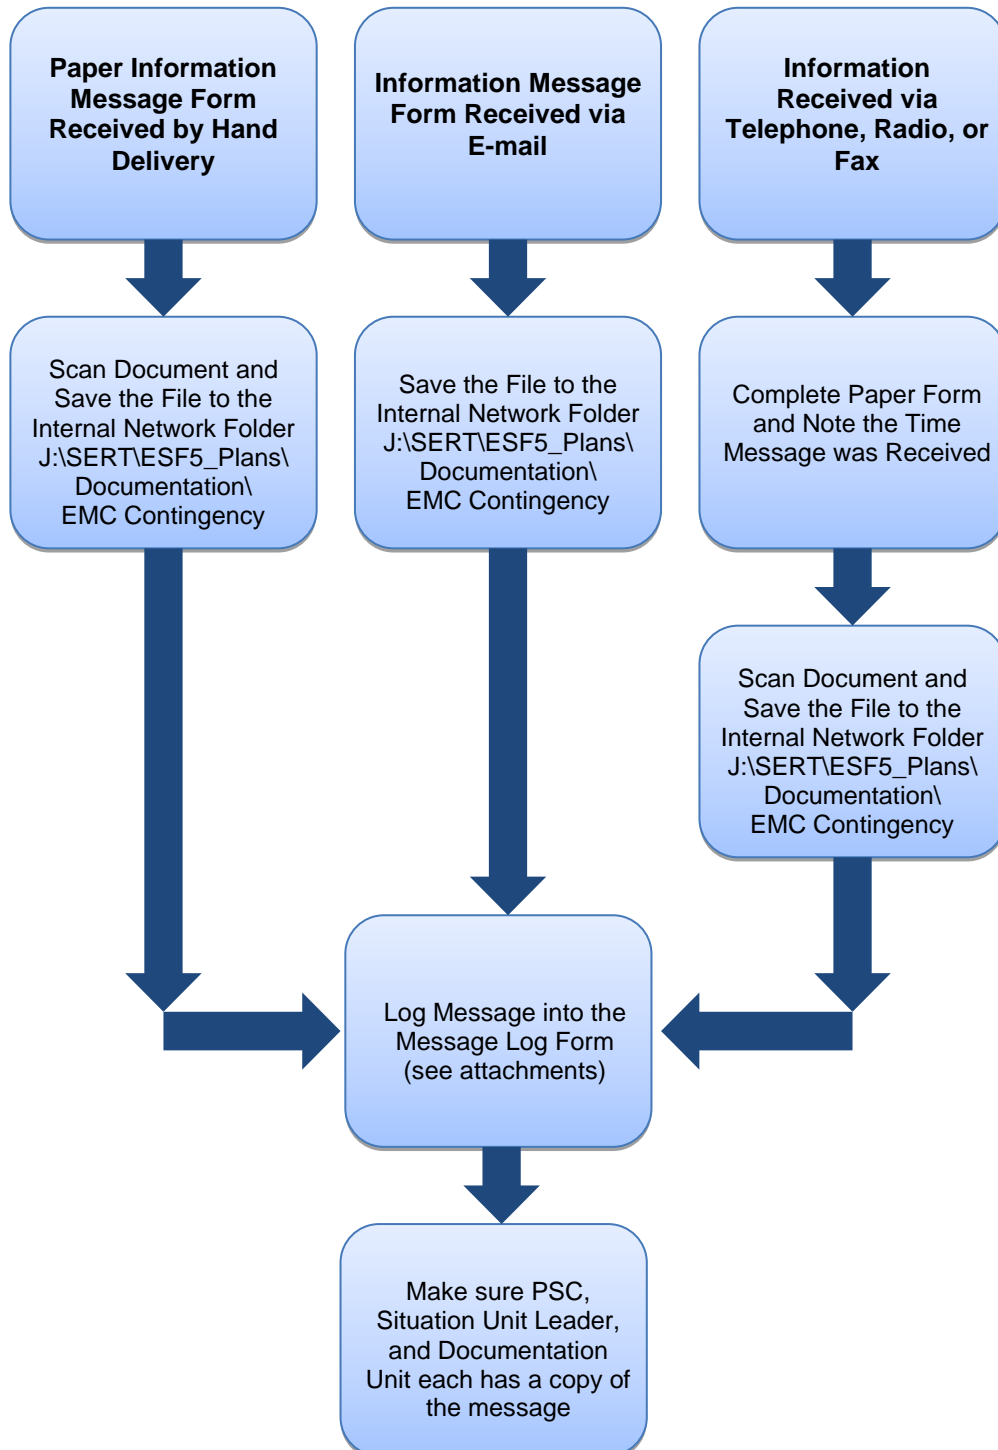 Paper Information
Message Form
Received by Hand
Delivery
Information Message
Form Received via
E-mail
Information
Received via
Telephone, Radio, or
Fax
Scan Document and
Save the File to the
Internal Network Folder
J:\SERT\ESF5_Plans\
Documentation\
EMC Contingency
Save the File to the
Internal Network Folder
J:\SERT\ESF5_Plans\
Documentation\
EMC Contingency
Complete Paper Form
and Note the Time
Message was Received
Scan Document and
Save the File to the
Internal Network Folder
J:\SERT\ESF5_Plans\
Documentation\
EMC Contingency
Log Message into the
Message Log Form
(see attachments)
Make sure PSC,
Situation Unit Leader,
and Documentation
Unit each has a copy of
the message